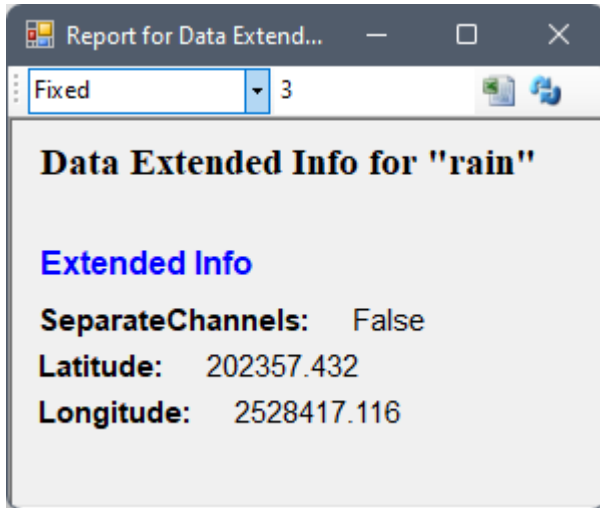 Report for Data Extend...
Fixed 3
Data Extended Info for "rain"
Extended Info
SeparateChannels: False
Latitude: 202357.432
Longitude: 2528417.116